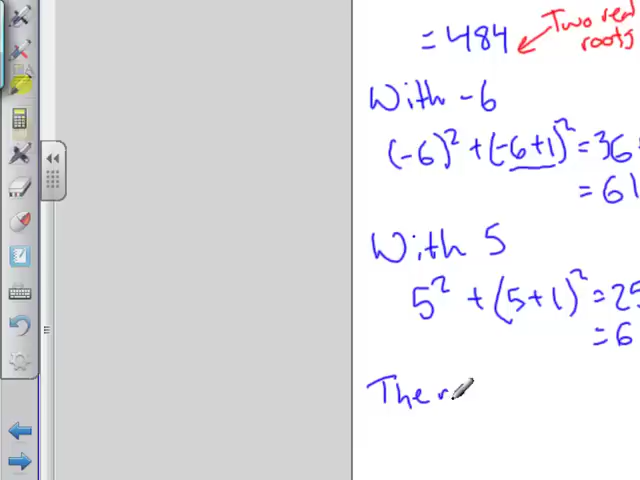 = 484
Two real
roots
With -6
(-6)² + (-6+1)² = 36
= 61
With 5
5² + (5+1)² = 25
= 6
Ther